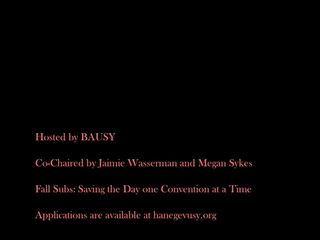 Hosted by BAUSY
Co-Chaired by Jaimie Wasserman and Megan Sykes
Fall Subs: Saving the Day one Convention at a Time
Applications are available at hanegevusy.org